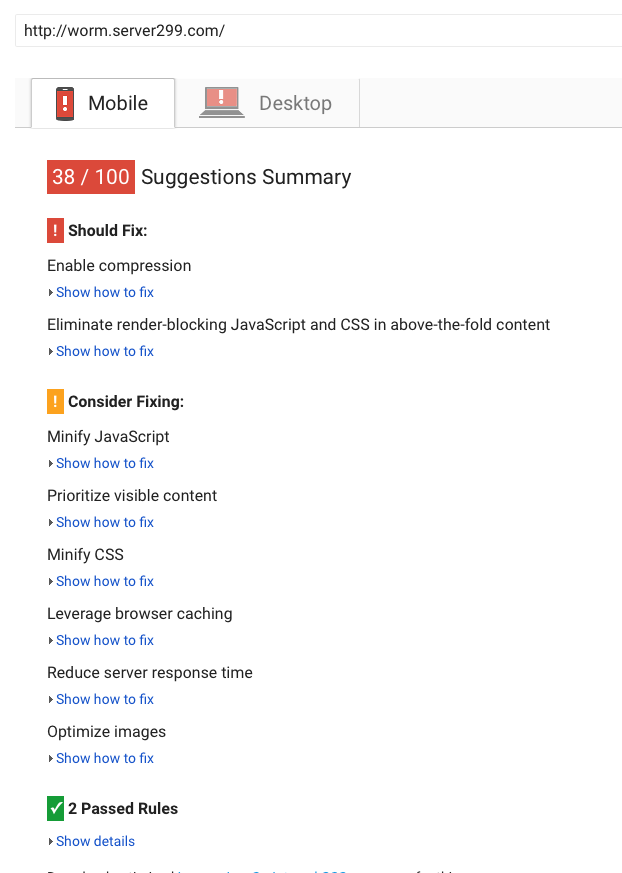 http://worm.server299.com/
Mobile
Desktop
38 / 100 Suggestions Summary
! Should Fix:
Enable compression
Show how to fix
Eliminate render-blocking JavaScript and CSS in above-the-fold content
Show how to fix
! Consider Fixing:
Minify JavaScript
Show how to fix
Prioritize visible content
Show how to fix
Minify CSS
Show how to fix
Leverage browser caching
Show how to fix
Reduce server response time
Show how to fix
Optimize images
Show how to fix
2 Passed Rules
Show details